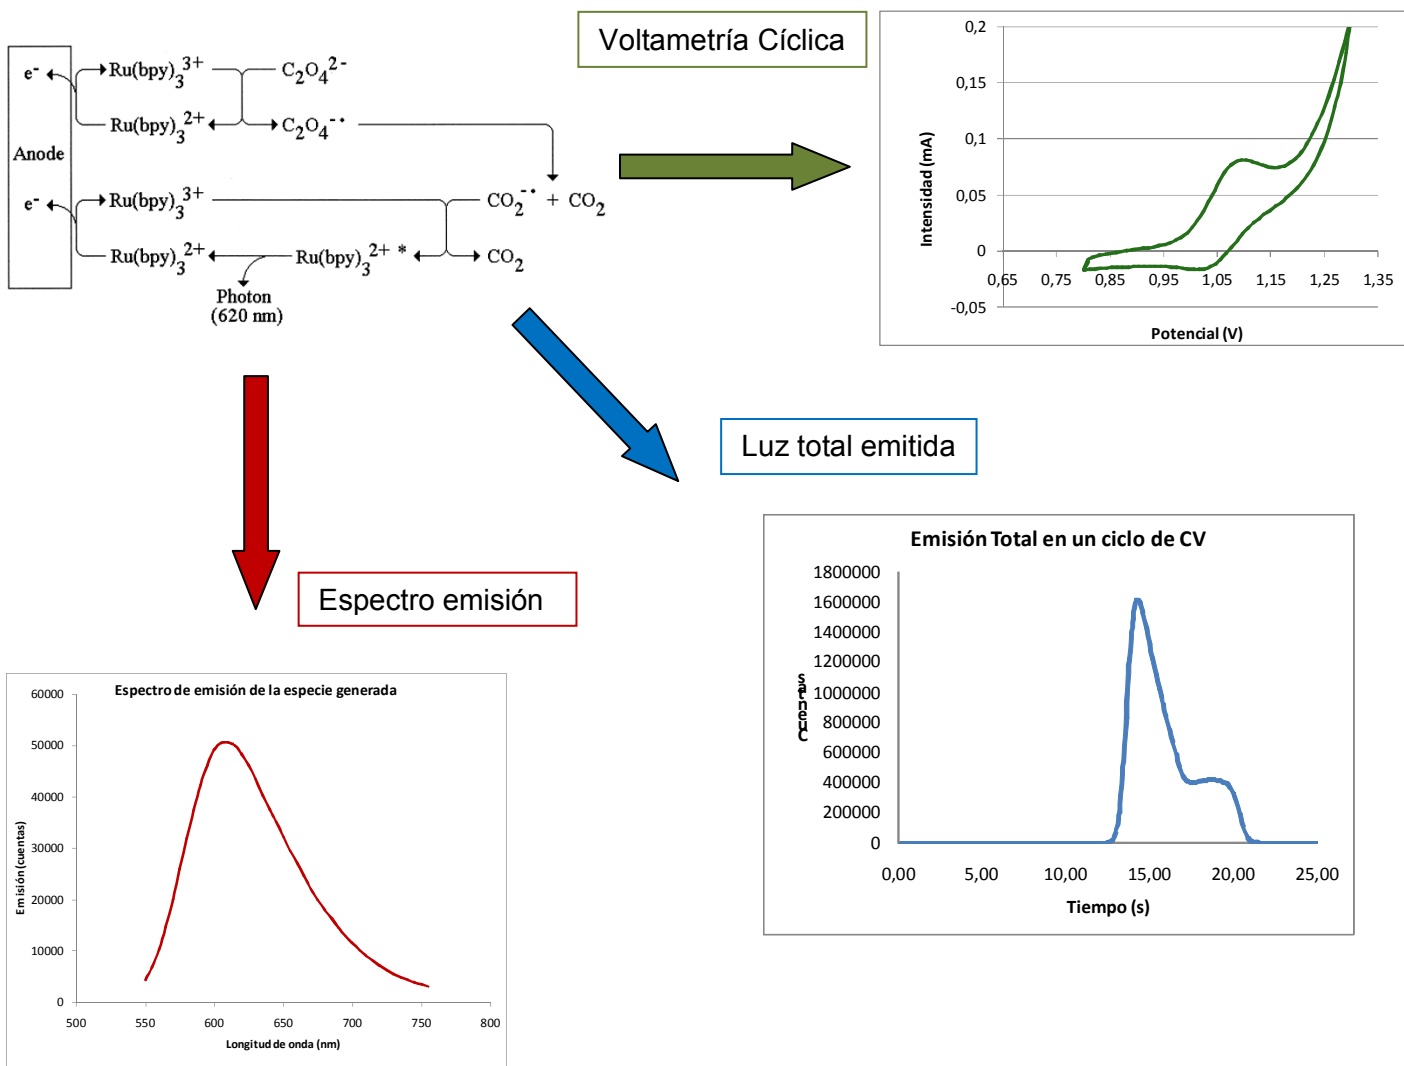 Voltametría Cíclica
e- Ru(bpy)3 3+ C2O4 2-
Ru(bpy)3 2+ C2O4 -•
Anode
e- Ru(bpy)3 3+ CO2 -• + CO2
Ru(bpy)3 2+ Ru(bpy)3 2+ * CO2
Photon
(620 nm)
0,2
0,15
0,1
0,05
0
-0,05
0,65 0,75 0,85 0,95 1,05 1,15 1,25 1,35
Intensidad (mA)
Potencial (V)
Luz total emitida
Emisión Total en un ciclo de CV
1800000
1600000
1400000
1200000
1000000
800000
600000
400000
200000
0
Cuentas
0,00 5,00 10,00 15,00 20,00 25,00
Tiempo (s)
Espectro emisión
Espectro de emisión de la especie generada
60000
50000
40000
30000
20000
10000
0
Emisión (cuentas)
500 550 600 650 700 750 800
Longitud de onda (nm)